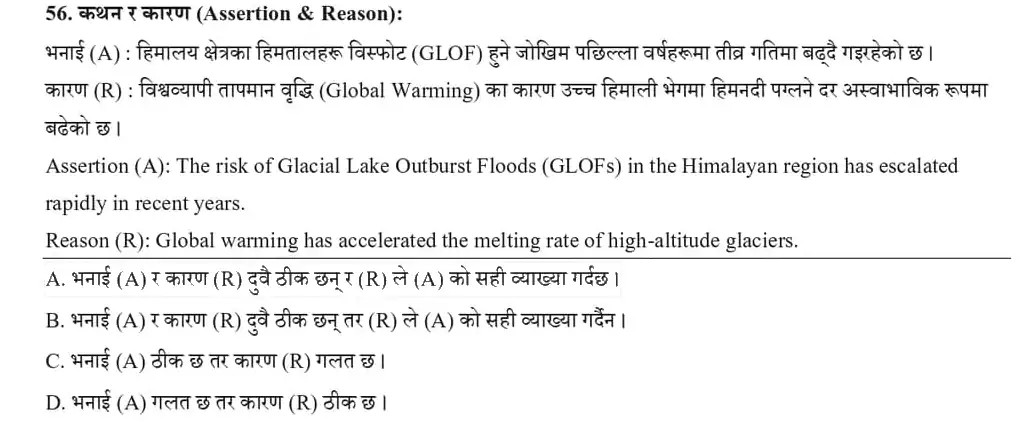 56. कथन र कारण (Assertion & Reason):
भनाई (A) : हिमालय क्षेत्रका हिमतालहरू विस्फोट (GLOF) हुने जोखिम पछिल्ला वर्षहरूमा तीव्र गतिमा बढ्दै गइरहेको छ।
कारण (R) : विश्वव्यापी तापमान वृद्धि (Global Warming) का कारण उच्च हिमाली भेगमा हिमनदी पग्लने दर अस्वाभाविक रूपमा
बढेको छ।
Assertion (A): The risk of Glacial Lake Outburst Floods (GLOFs) in the Himalayan region has escalated
rapidly in recent years.
Reason (R): Global warming has accelerated the melting rate of high-altitude glaciers.
A. भनाई (A) र कारण (R) दुवै ठीक छन् र (R) ले (A) को सही व्याख्या गर्दछ।
B. भनाई (A) र कारण (R) दुवै ठीक छन् तर (R) ले (A) को सही व्याख्या गर्दैन।
C. भनाई (A) ठीक छ तर कारण (R) गलत छ।
D. भनाई (A) गलत छ तर कारण (R) ठीक छ।